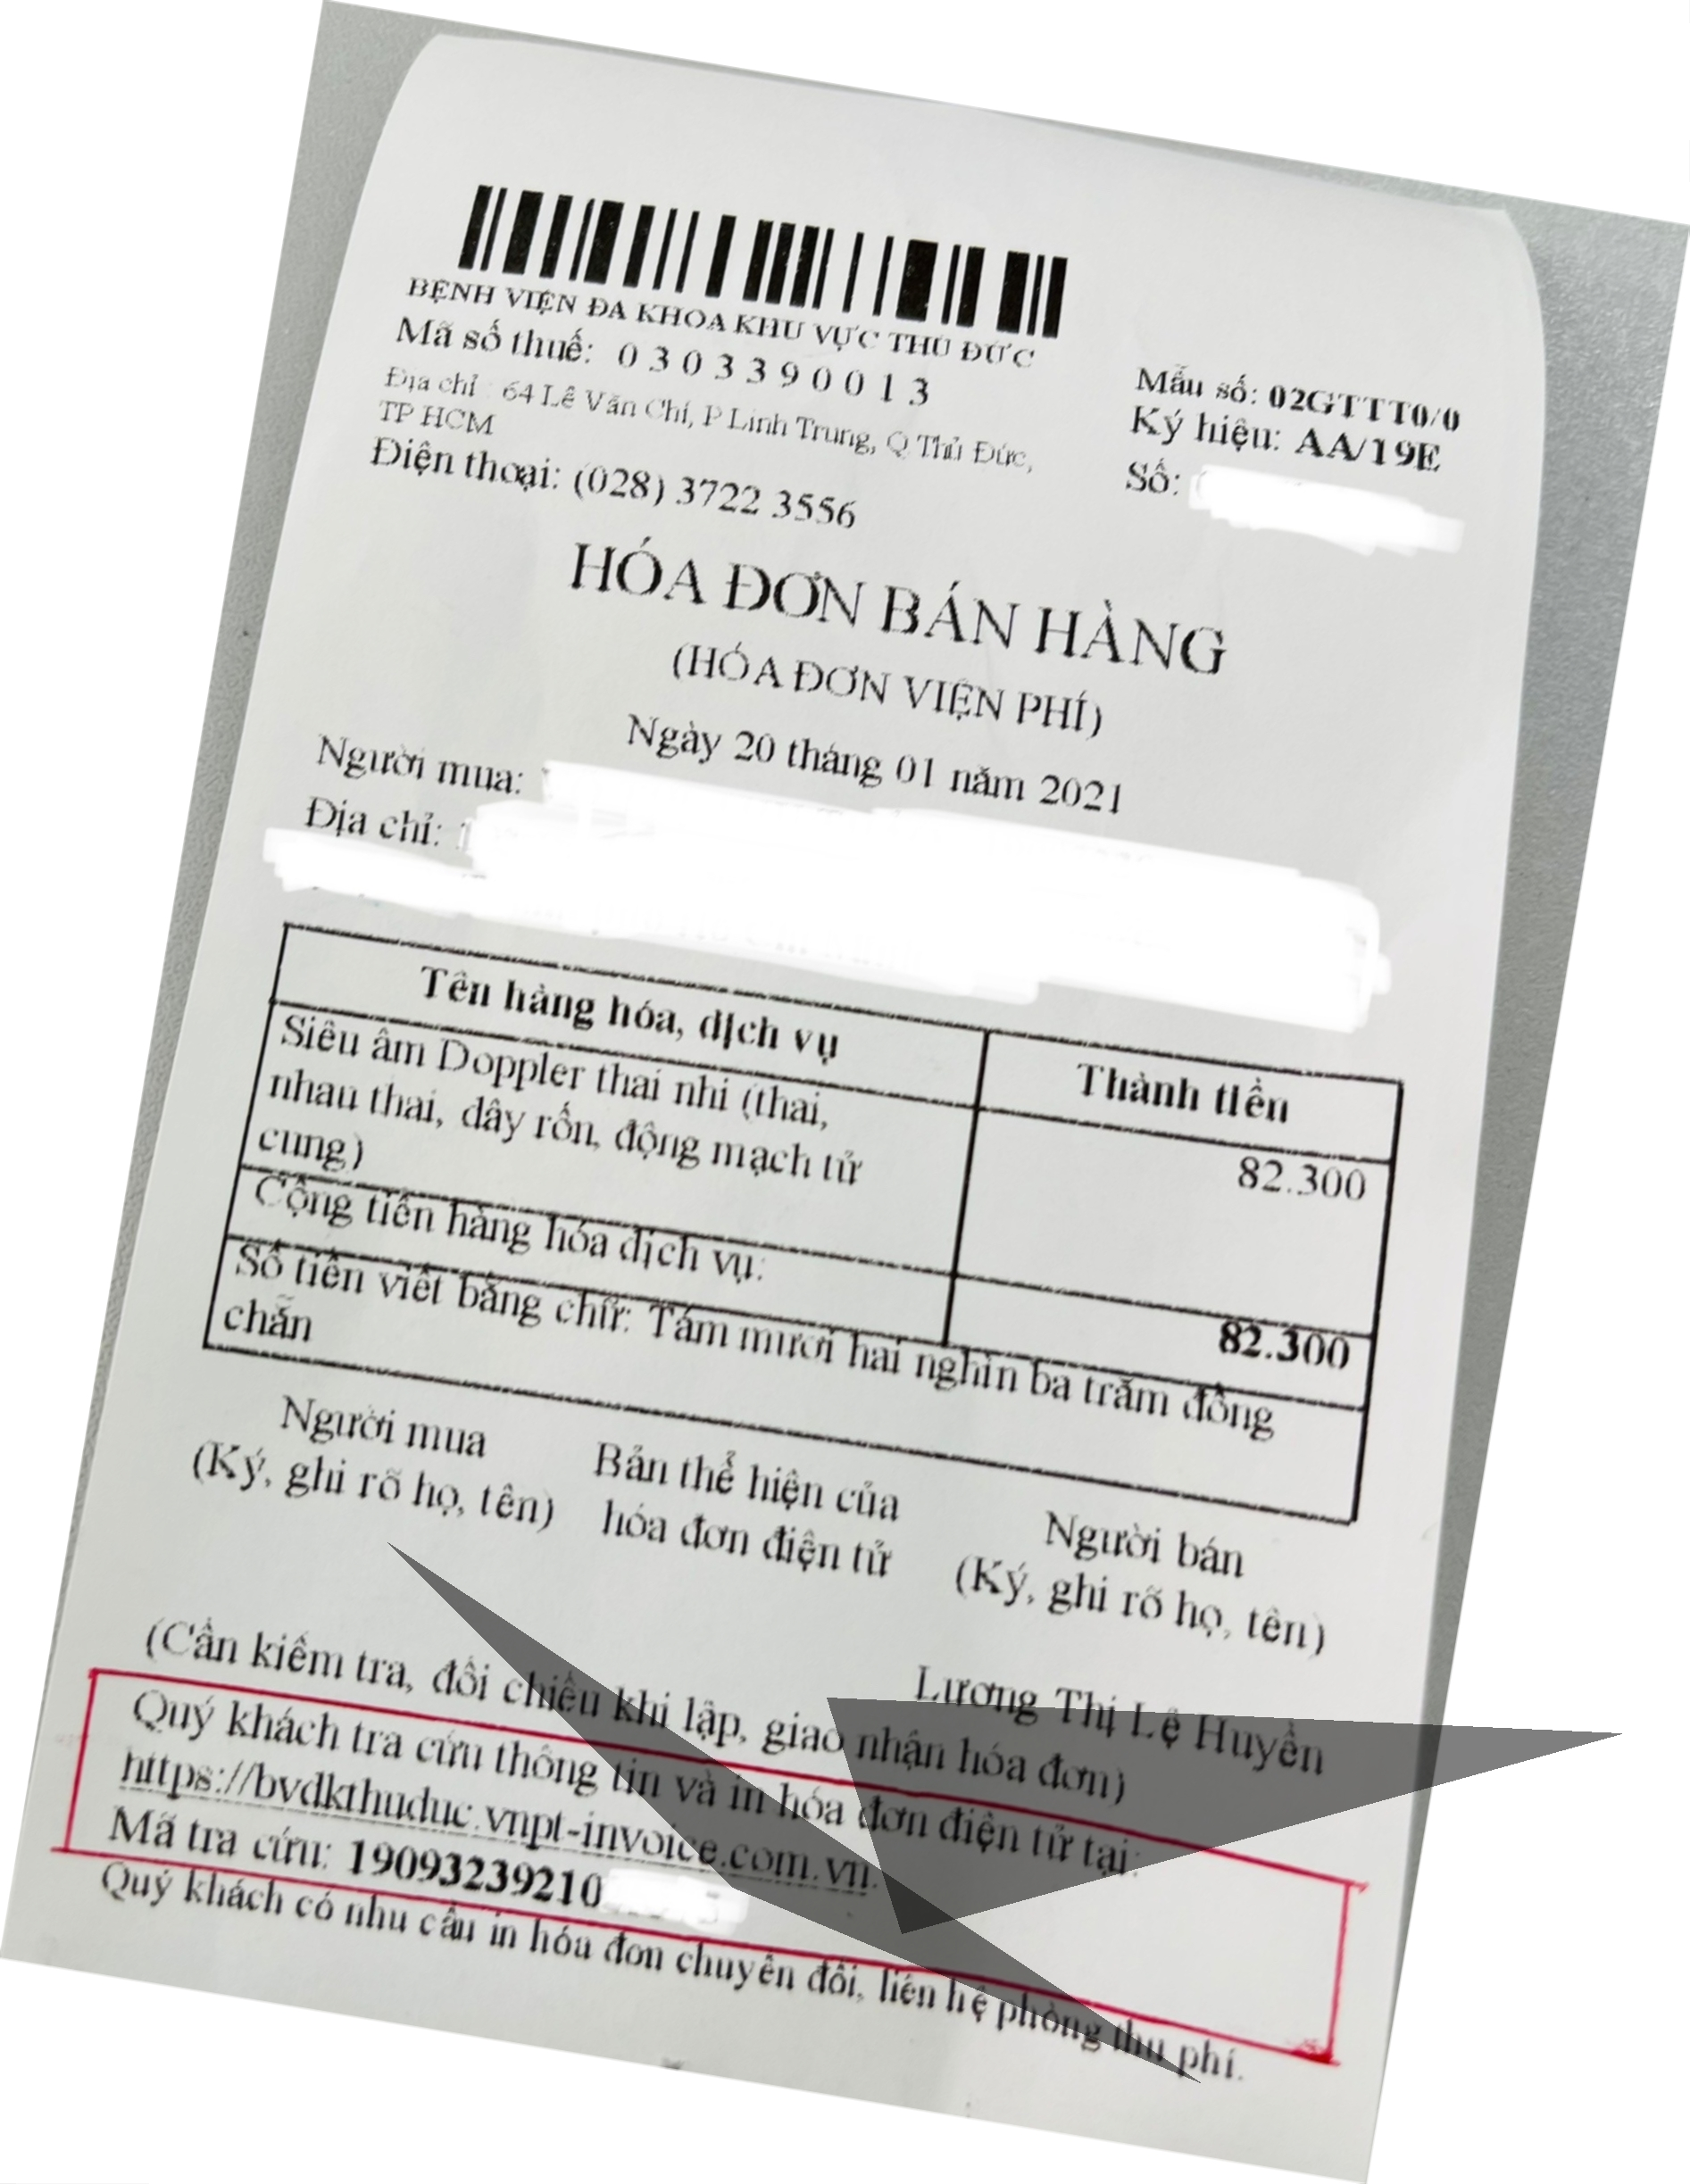 BỆNH VIỆN ĐA KHOA KHU VỰC THỦ ĐỨC
Mã số thuế: 0 3 0 3 3 9 0 0 1 3
Địa chỉ : 64 Lê Văn Chí, P Linh Trung, Q Thủ Đức,
TP HCM
Điện thoại: (028) 3722 3556
Mẫu số: 02GTTT0/0
Ký hiệu: AA/19E
Số:
HÓA ĐƠN BÁN HÀNG
(HÓA ĐƠN VIỆN PHÍ)
Ngày 20 tháng 01 năm 2021
Người mua:
Địa chỉ:
Tên hàng hóa, dịch vụ Thành tiền
Siêu âm Doppler thai nhi (thai, 82.300
nhau thai, dây rốn, động mạch tử
cung)
Cộng tiền hàng hóa dịch vụ: 82.300
Số tiền viết bằng chữ: Tám mươi hai nghìn ba trăm đồng
chẵn
Người mua
(Ký, ghi rõ họ, tên)
Bản thể hiện của
hóa đơn điện tử
Người bán
(Ký, ghi rõ họ, tên)
Lương Thị Lệ Huyền
(Cần kiểm tra, đối chiếu khi lập, giao nhận hóa đơn)
Quý khách tra cứu thông tin và in hóa đơn điện tử tại:
https://bvdkthuduc.vnpt-invoice.com.vn.
Mã tra cứu: 19093239210
Quý khách có nhu cầu in hóa đơn chuyển đổi, liên hệ phòng thu phí.